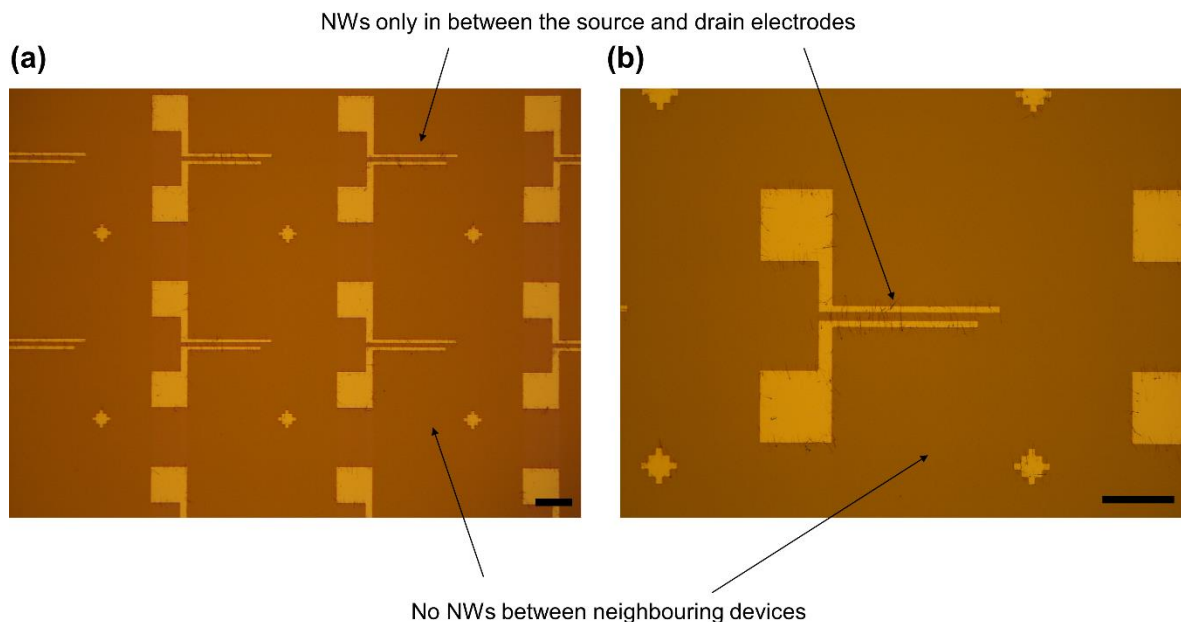 NWs only in between the source and drain electrodes
(a)
(b)
No NWs between neighbouring devices